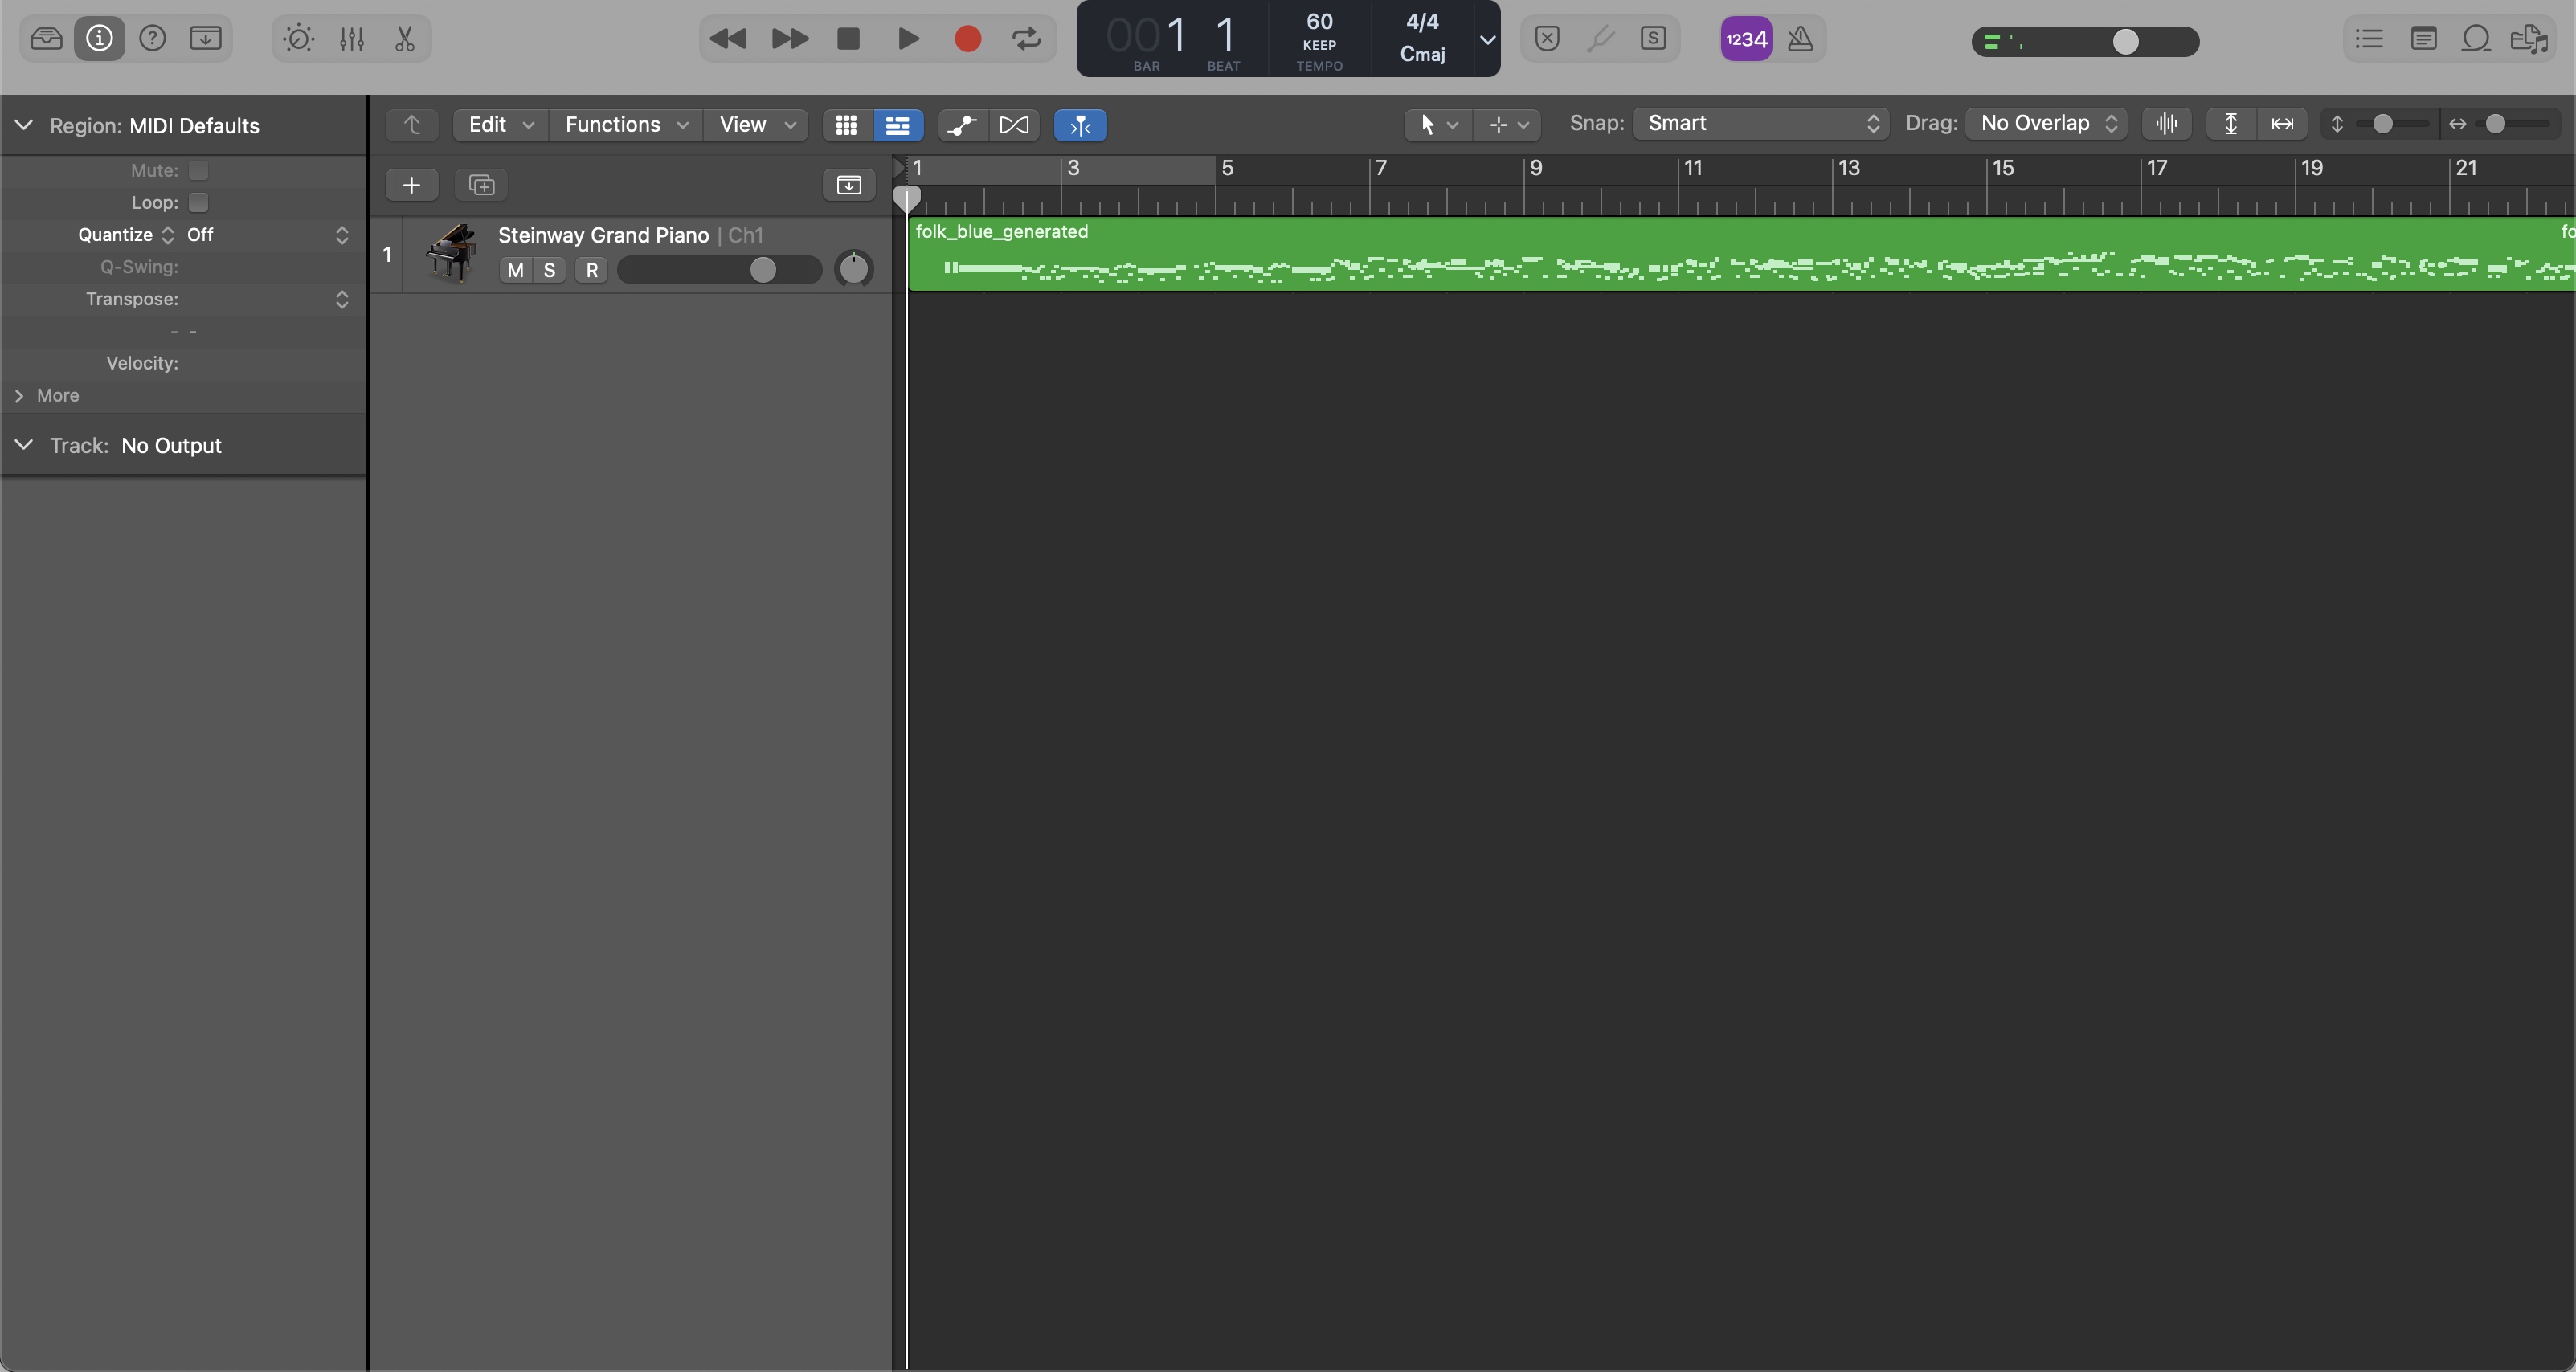 001 1
BAR BEAT
60
KEEP
TEMPO
4/4
Cmaj
S
1234
Region: MIDI Defaults
Mute:
Loop:
Quantize Off
Q-Swing:
Transpose:
- -
Velocity:
More
Track: No Output
Edit Functions View
Snap: Smart Drag: No Overlap
1 3 5 7 9 11 13 15 17 19 21
1
Steinway Grand Piano | Ch1
M S R
folk_blue_generated
fo